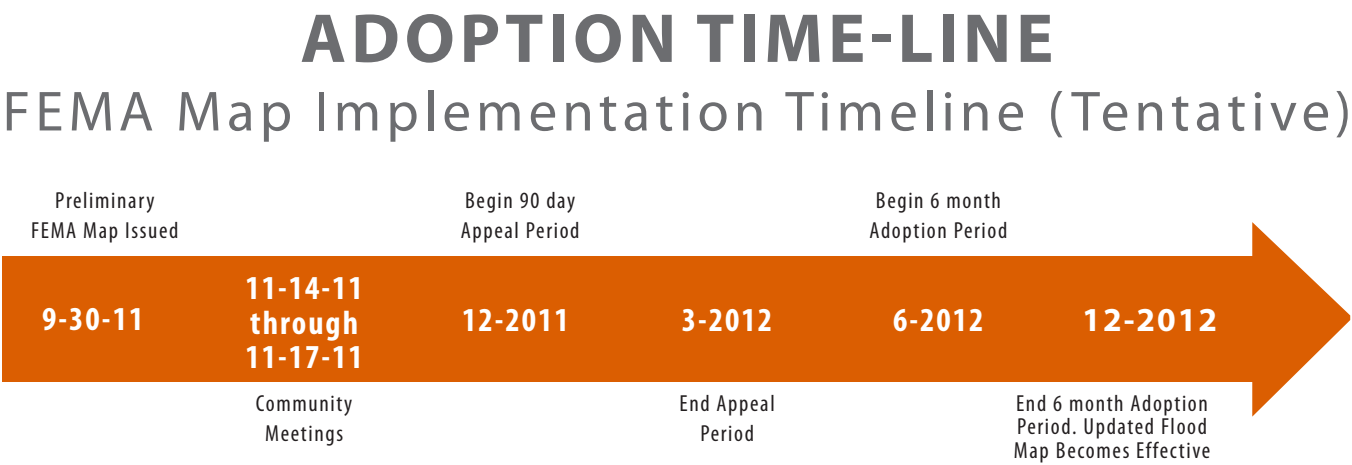 ADOPTION TIME-LINE
FEMA Map Implementation Timeline (Tentative)
Preliminary
FEMA Map Issued
9-30-11
11-14-11
through
11-17-11
Community
Meetings
Begin 90 day
Appeal Period
12-2011
3-2012
End Appeal
Period
Begin 6 month
Adoption Period
6-2012
12-2012
End 6 month Adoption
Period. Updated Flood
Map Becomes Effective